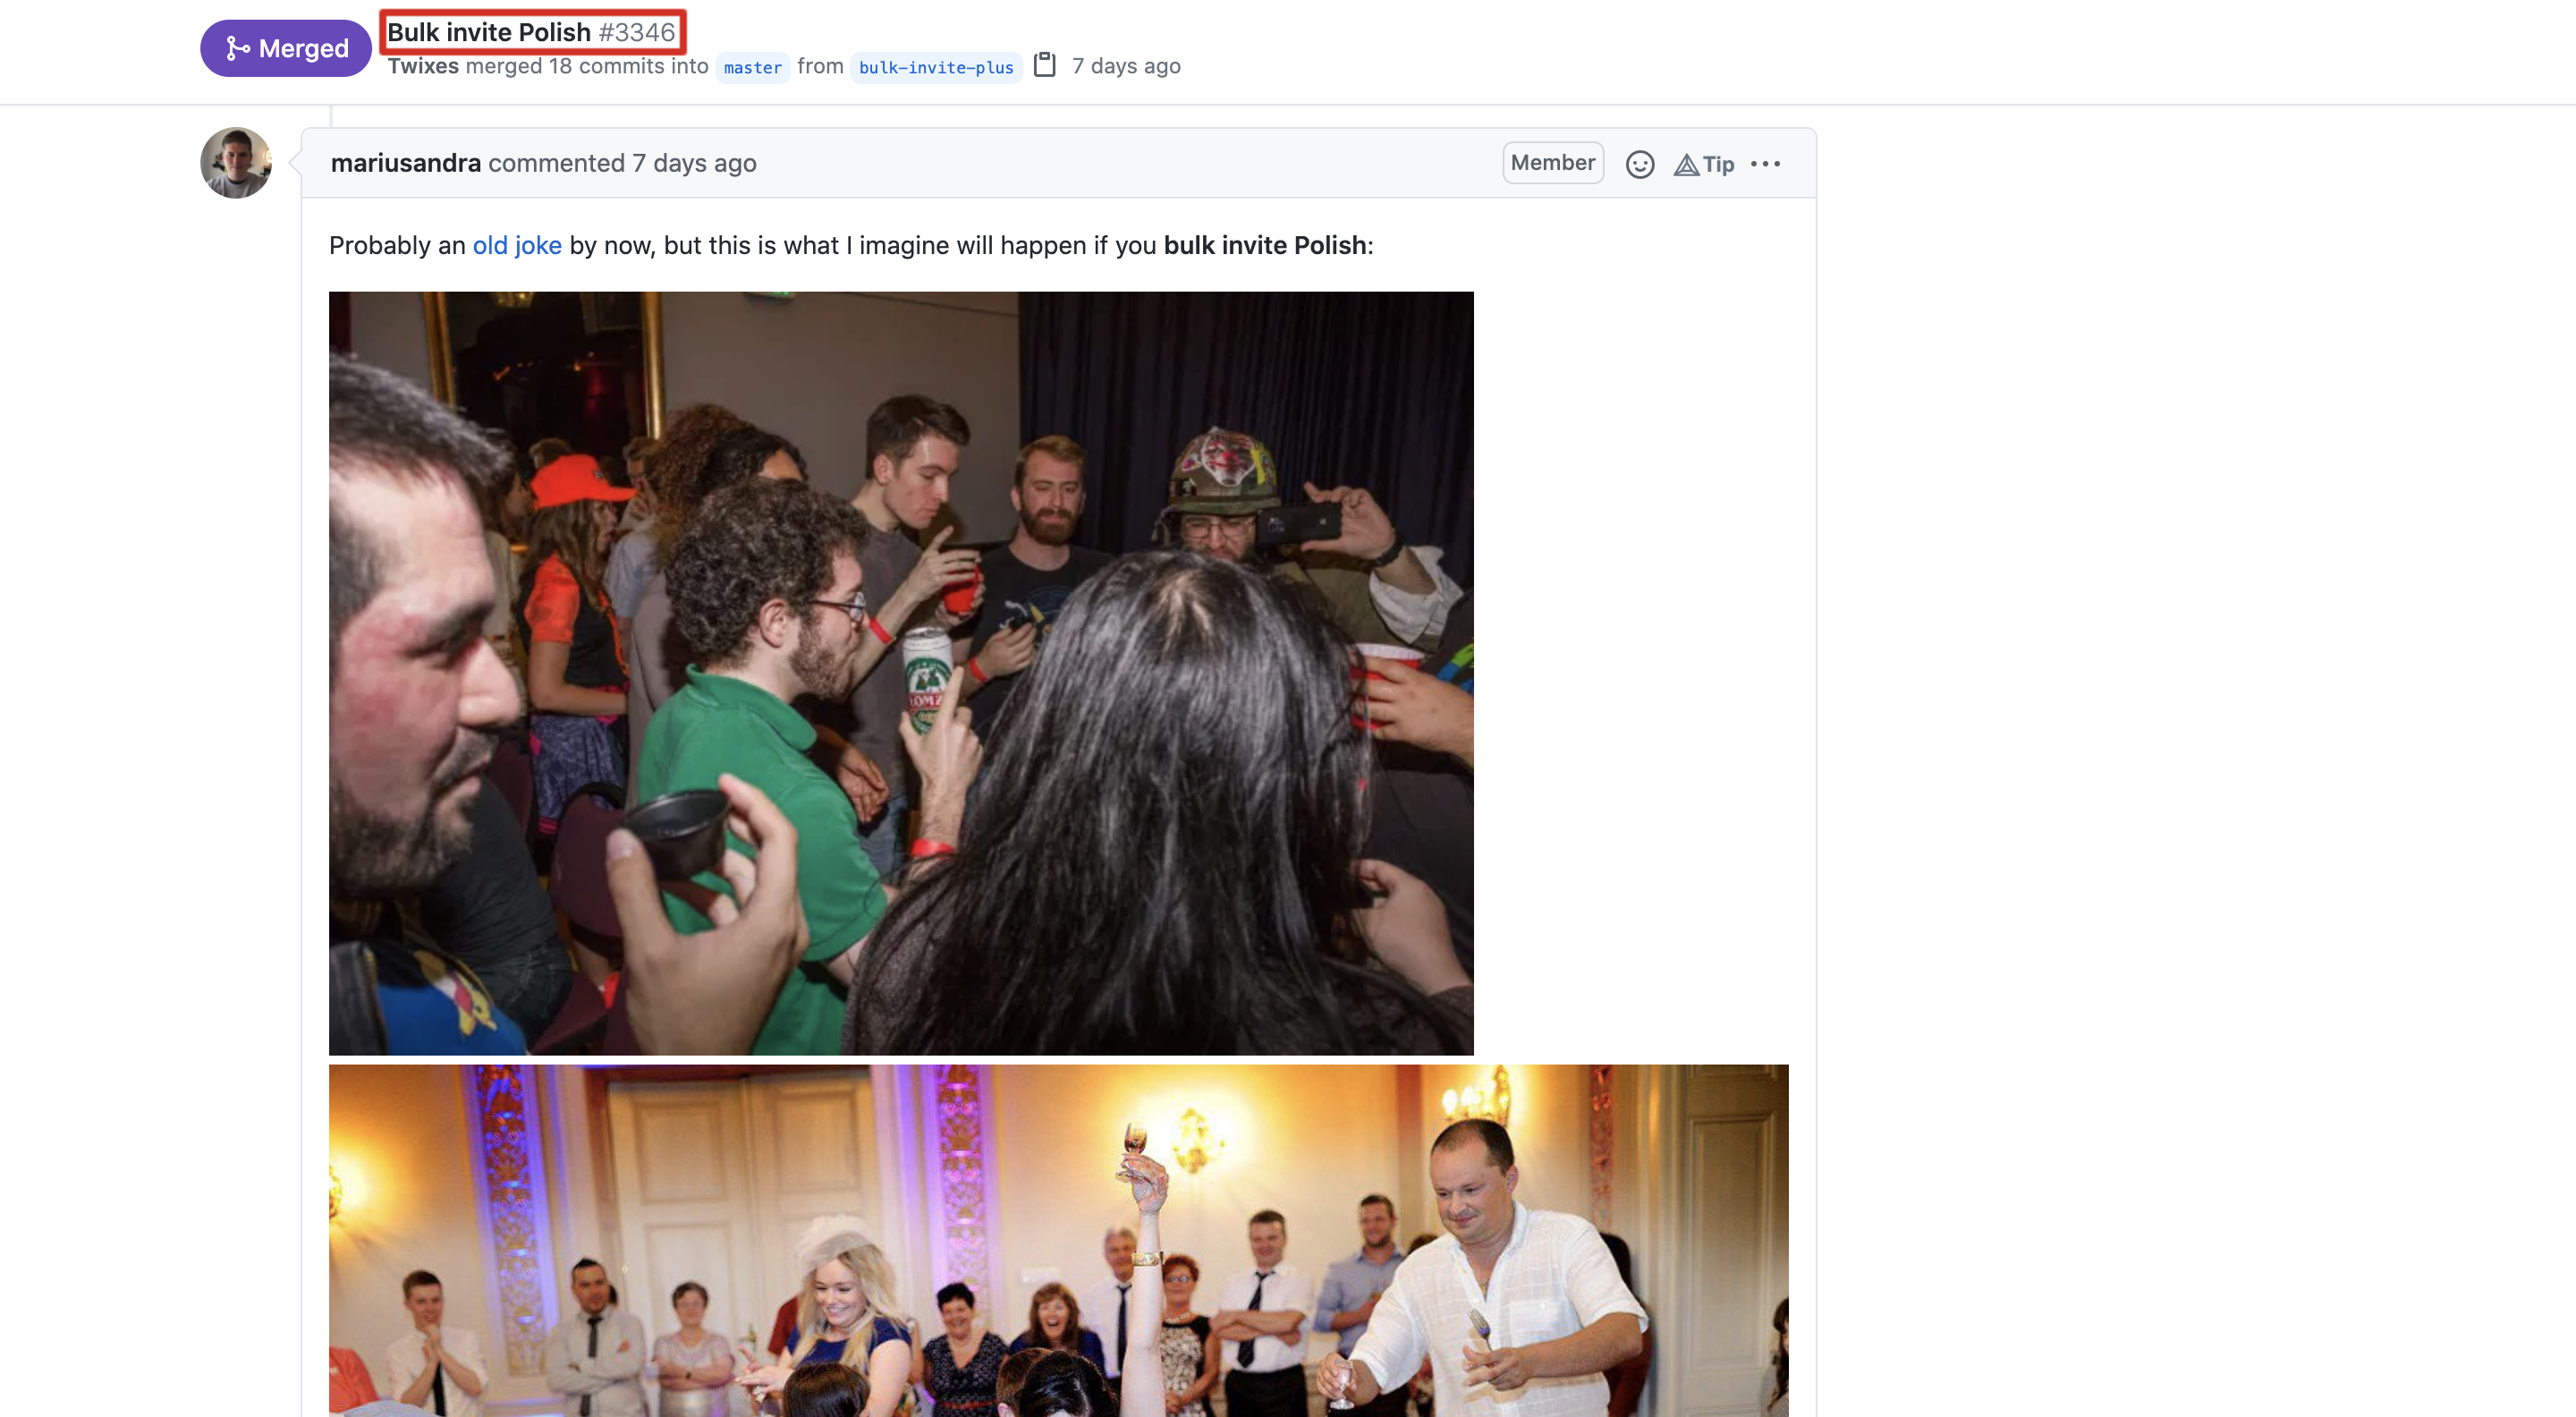 Merged
Bulk invite Polish #3346
Twixes merged 18 commits into master from bulk-invite-plus 7 days ago
mariusandra commented 7 days ago
Member
Tip
Probably an old joke by now, but this is what I imagine will happen if you bulk invite Polish: